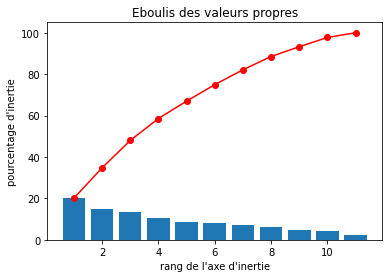 Eboulis des valeurs propres
pourcentage d'inertie
100
80
60
40
20
0
2 4 6 8 10
rang de l'axe d'inertie